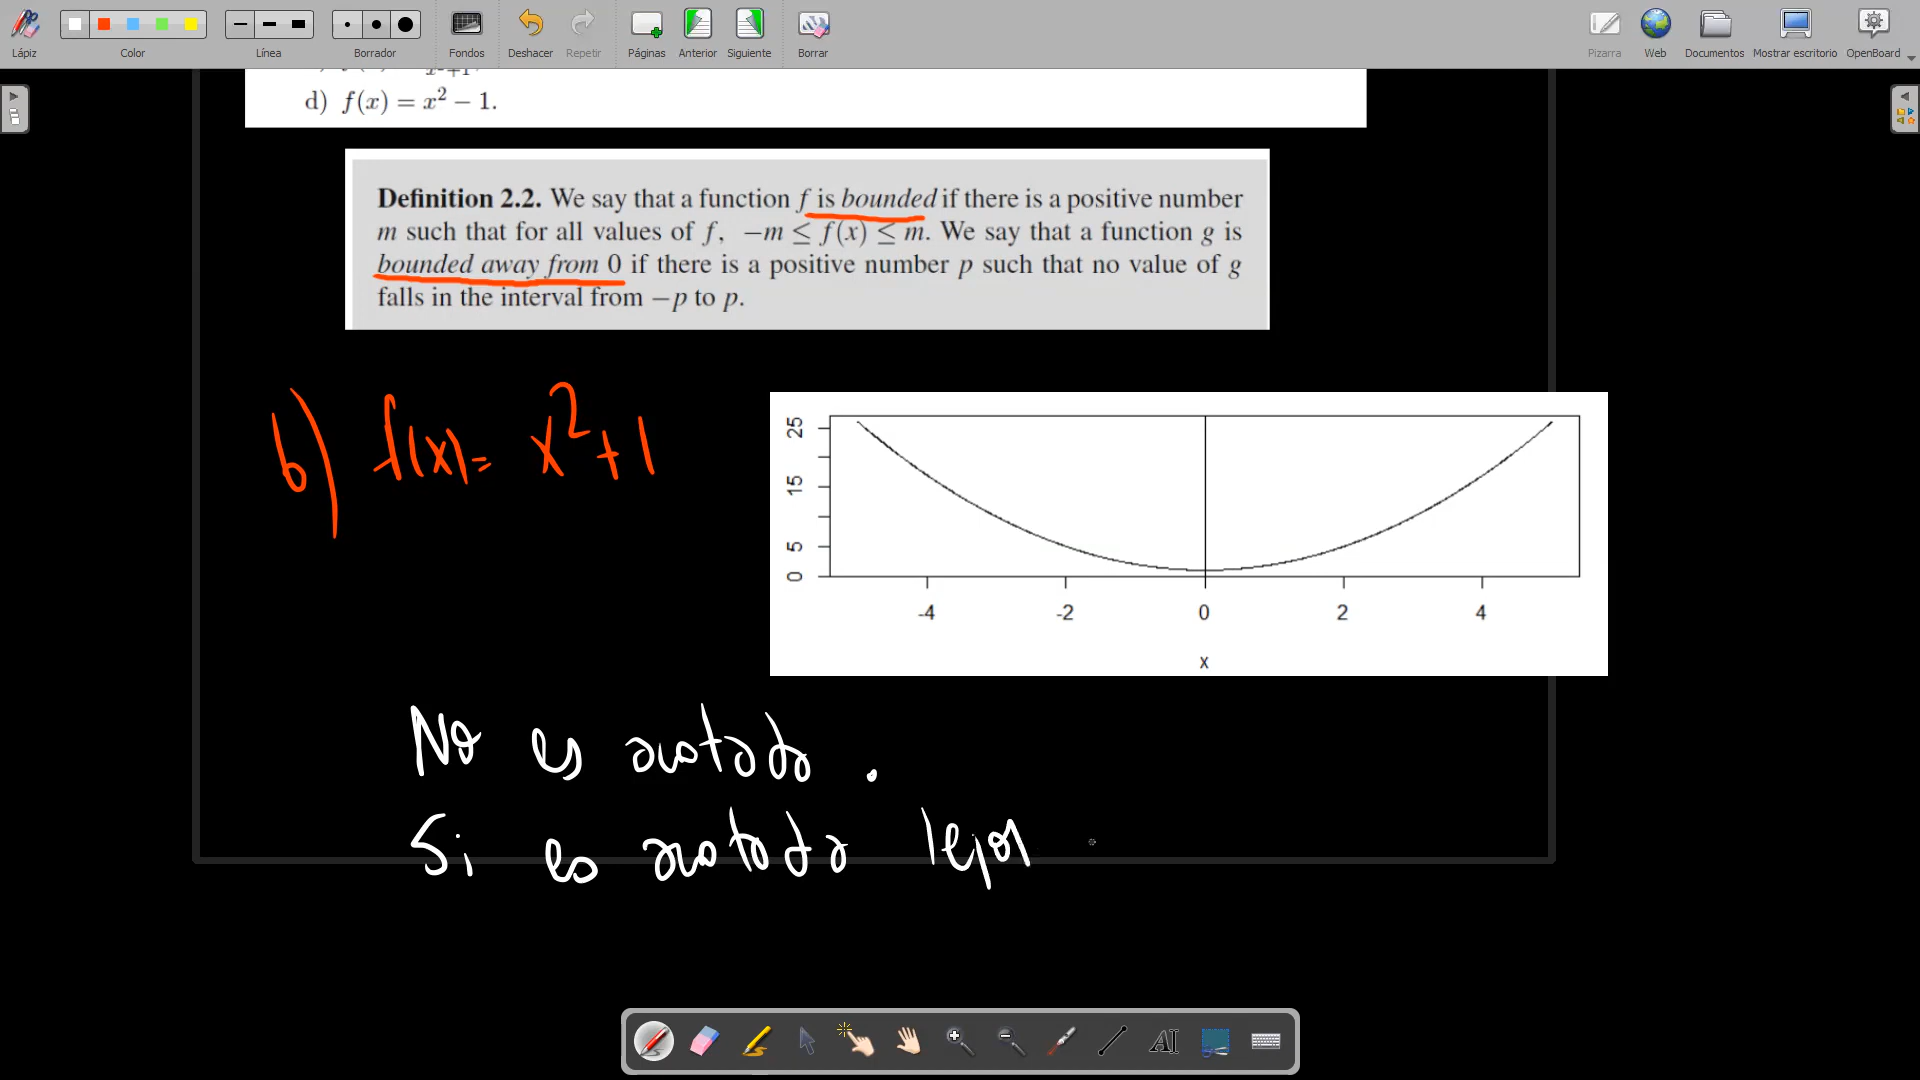 Lápiz
Color
Línea
Borrador
Fondos
Deshacer
Repetir
Páginas
Anterior
Siguiente
Borrar
Pizarra
Web
Documentos
Mostrar escritorio
OpenBoard
d) f(x) = x² − 1.
Definition 2.2. We say that a function f is bounded if there is a positive number
m such that for all values of f, −m ≤ f(x) ≤ m. We say that a function g is
bounded away from 0 if there is a positive number p such that no value of g
falls in the interval from −p to p.
b) f(x) = x² + 1
25
15
5
0
-4 -2 0 2 4
x
No es acotado.
Si es acotado lejos
AI